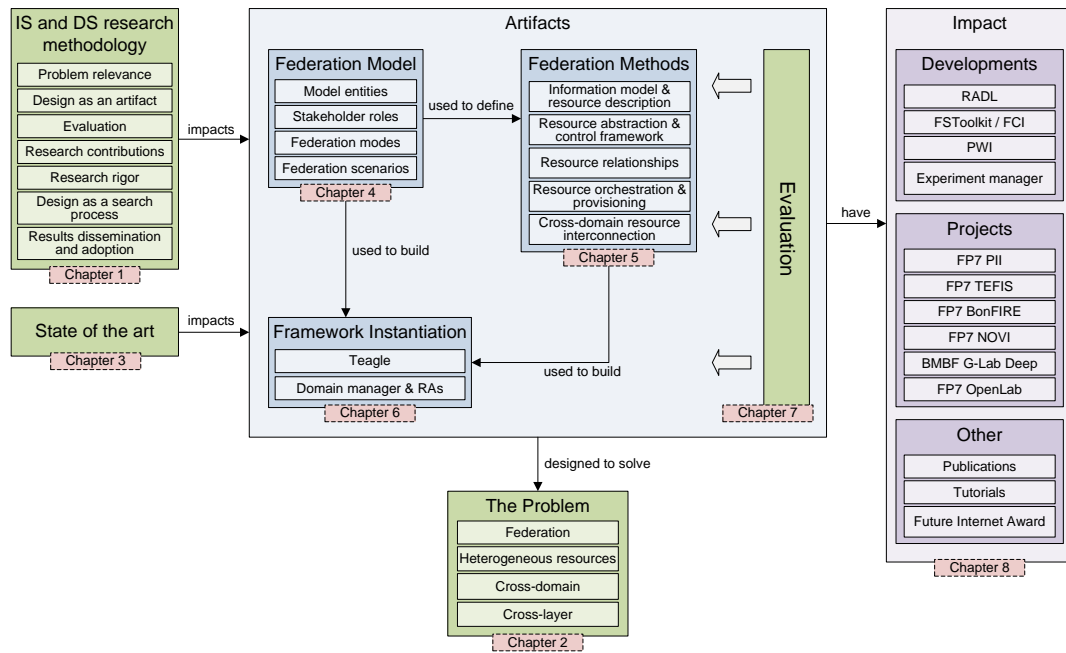 IS and DS research
methodology
Problem relevance
Design as an artifact
Evaluation
Research contributions
Research rigor
Design as a search
process
Results dissemination
and adoption
Chapter 1
impacts
State of the art
Chapter 3
impacts
Artifacts
Federation Model
Model entities
Stakeholder roles
Federation modes
Federation scenarios
Chapter 4
used to define
Federation Methods
Information model &
resource description
Resource abstraction &
control framework
Resource relationships
Resource orchestration &
provisioning
Cross-domain resource
interconnection
Chapter 5
used to build
used to build
Framework Instantiation
Teagle
Domain manager & RAs
Chapter 6
Evaluation
Chapter 7
designed to solve
The Problem
Federation
Heterogeneous resources
Cross-domain
Cross-layer
Chapter 2
have
Impact
Developments
RADL
FSToolkit / FCI
PWI
Experiment manager
Projects
FP7 PII
FP7 TEFIS
FP7 BonFIRE
FP7 NOVI
BMBF G-Lab Deep
FP7 OpenLab
Other
Publications
Tutorials
Future Internet Award
Chapter 8